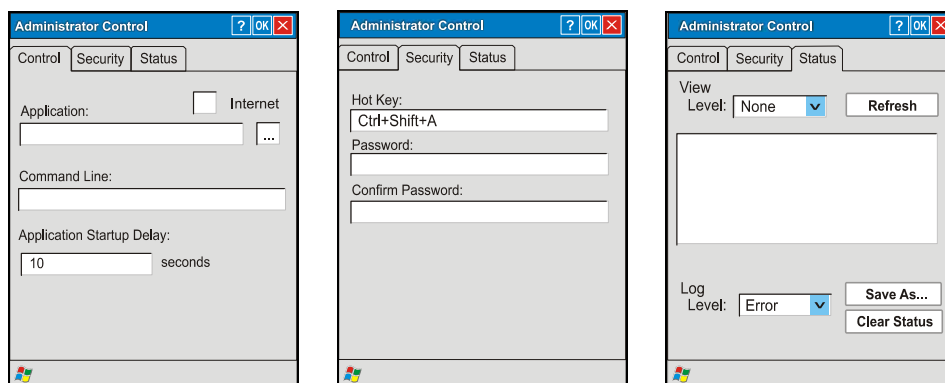 Administrator Control ? OK
Control Security Status
Internet
Application:
...
Command Line:
Application Startup Delay:
10 seconds
Administrator Control ? OK
Control Security Status
Hot Key:
Ctrl+Shift+A
Password:
Confirm Password:
Administrator Control ? OK
Control Security Status
View
Level: None Refresh
Log
Level: Error Save As...
Clear Status